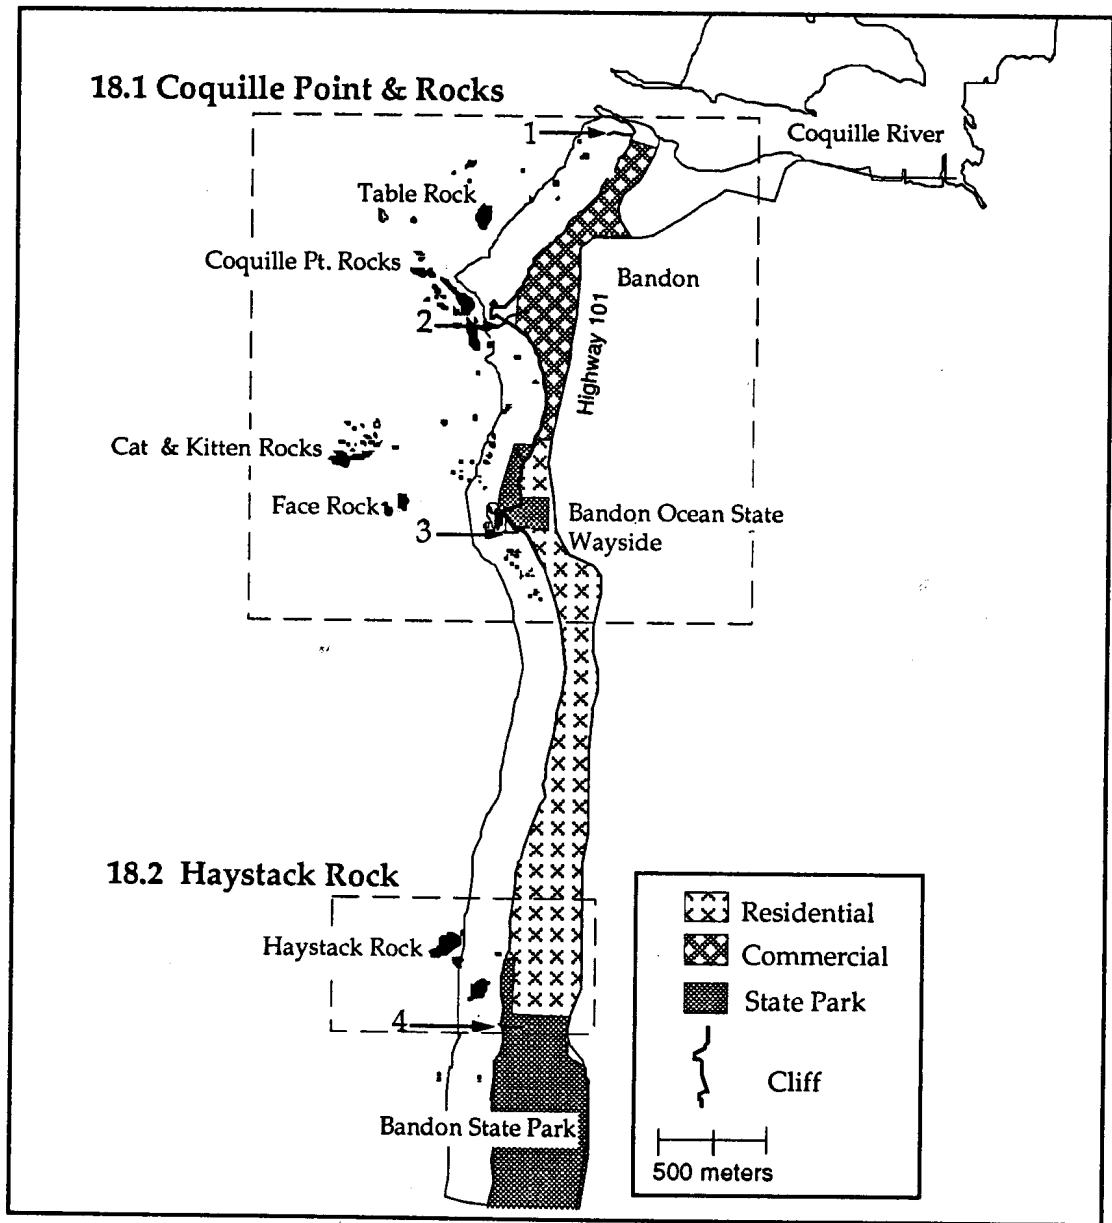 18.1 Coquille Point & Rocks
1
Coquille River
Table Rock
Coquille Pt. Rocks
Bandon
2
Highway 101
Cat & Kitten Rocks
Face Rock
3
Bandon Ocean State
Wayside
18.2 Haystack Rock
Haystack Rock
4
Bandon State Park
Residential
Commercial
State Park
Cliff
500 meters